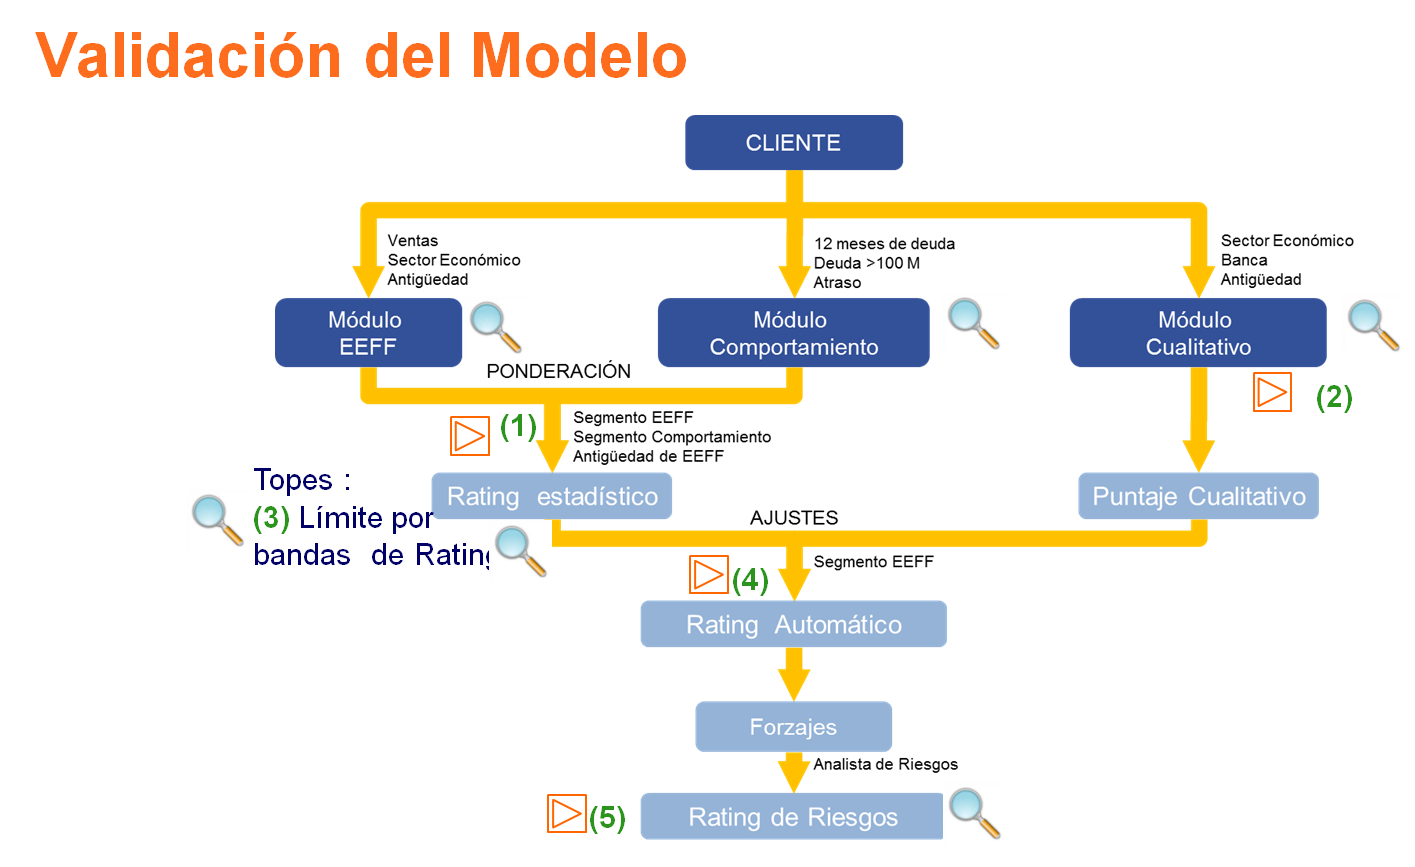 Validación del Modelo
CLIENTE
Ventas
Sector Económico
Antigüedad
12 meses de deuda
Deuda >100 M
Atraso
Sector Económico
Banca
Antigüedad
Módulo
EEFF
Módulo
Comportamiento
Módulo
Cualitativo
PONDERACIÓN
(1)
(2)
Segmento EEFF
Segmento Comportamiento
Antigüedad de EEFF
Topes :
(3) Límite por
bandas de Rating
Rating estadístico
Puntaje Cualitativo
AJUSTES
(4)
Segmento EEFF
Rating Automático
Forzajes
Analista de Riesgos
(5)
Rating de Riesgos